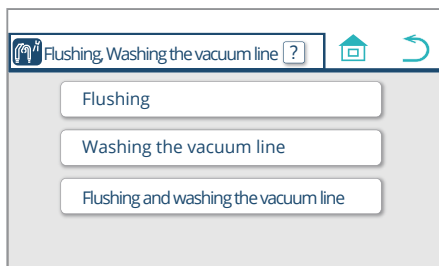 Flushing, Washing the vacuum line ?
Flushing
Washing the vacuum line
Flushing and washing the vacuum line